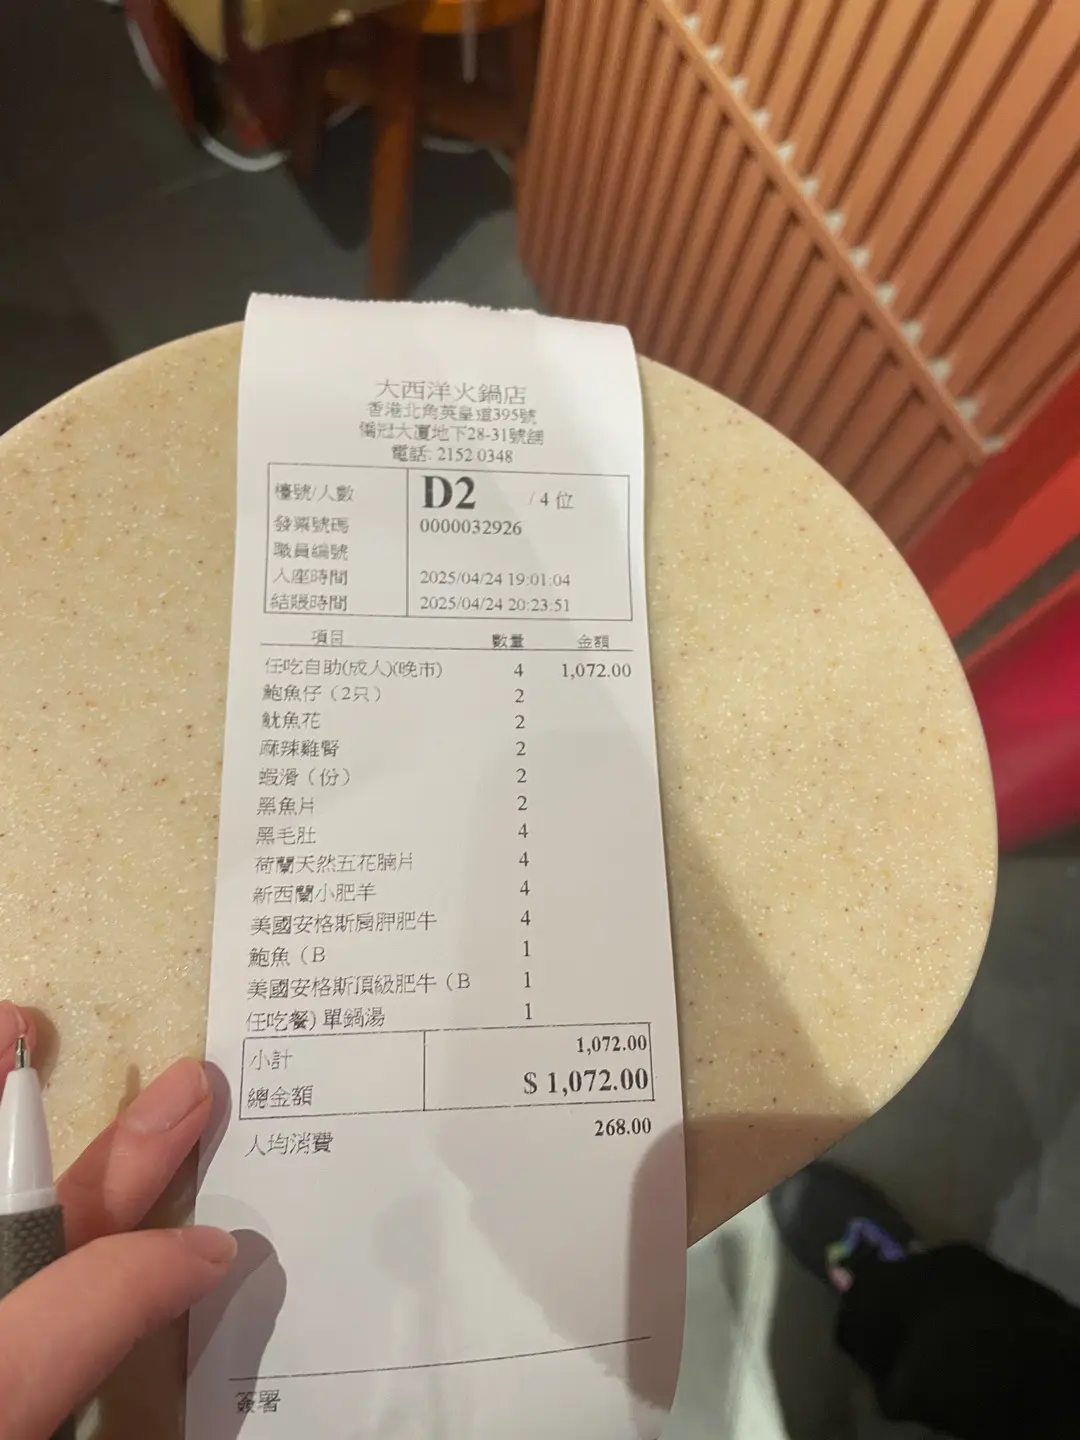 大西洋火鍋店
香港北角英皇道395號
僑冠大廈地下28-31號舖
電話: 2152 0348
檯號/人數 D2 / 4 位
發票號碼 0000032926
職員編號
入座時間 2025/04/24 19:01:04
結賬時間 2025/04/24 20:23:51
項目 數量 金額
任吃自助(成人)(晚市) 4 1,072.00
鮑魚仔（2只） 2
魷魚花 2
麻辣雞腎 2
蝦滑（份） 2
黑魚片 2
黑毛肚 4
荷蘭天然五花腩片 4
新西蘭小肥羊 4
美國安格斯肩胛肥牛 4
鮑魚（B 1
美國安格斯頂級肥牛（B 1
任吃餐) 單鍋湯 1
小計 1,072.00
總金額 $ 1,072.00
人均消費 268.00
簽署